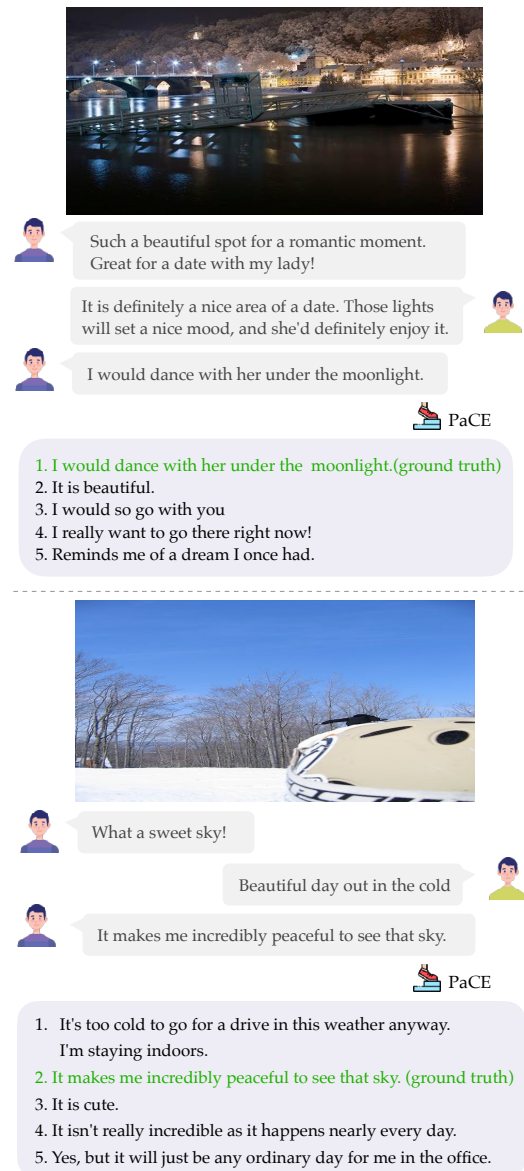 Such a beautiful spot for a romantic moment.
Great for a date with my lady!
It is definitely a nice area of a date. Those lights
will set a nice mood, and she'd definitely enjoy it.
I would dance with her under the moonlight.
PaCE
1. I would dance with her under the moonlight.(ground truth)
2. It is beautiful.
3. I would so go with you
4. I really want to go there right now!
5. Reminds me of a dream I once had.
What a sweet sky!
Beautiful day out in the cold
It makes me incredibly peaceful to see that sky.
PaCE
1. It's too cold to go for a drive in this weather anyway.
I'm staying indoors.
2. It makes me incredibly peaceful to see that sky. (ground truth)
3. It is cute.
4. It isn't really incredible as it happens nearly every day.
5. Yes, but it will just be any ordinary day for me in the office.